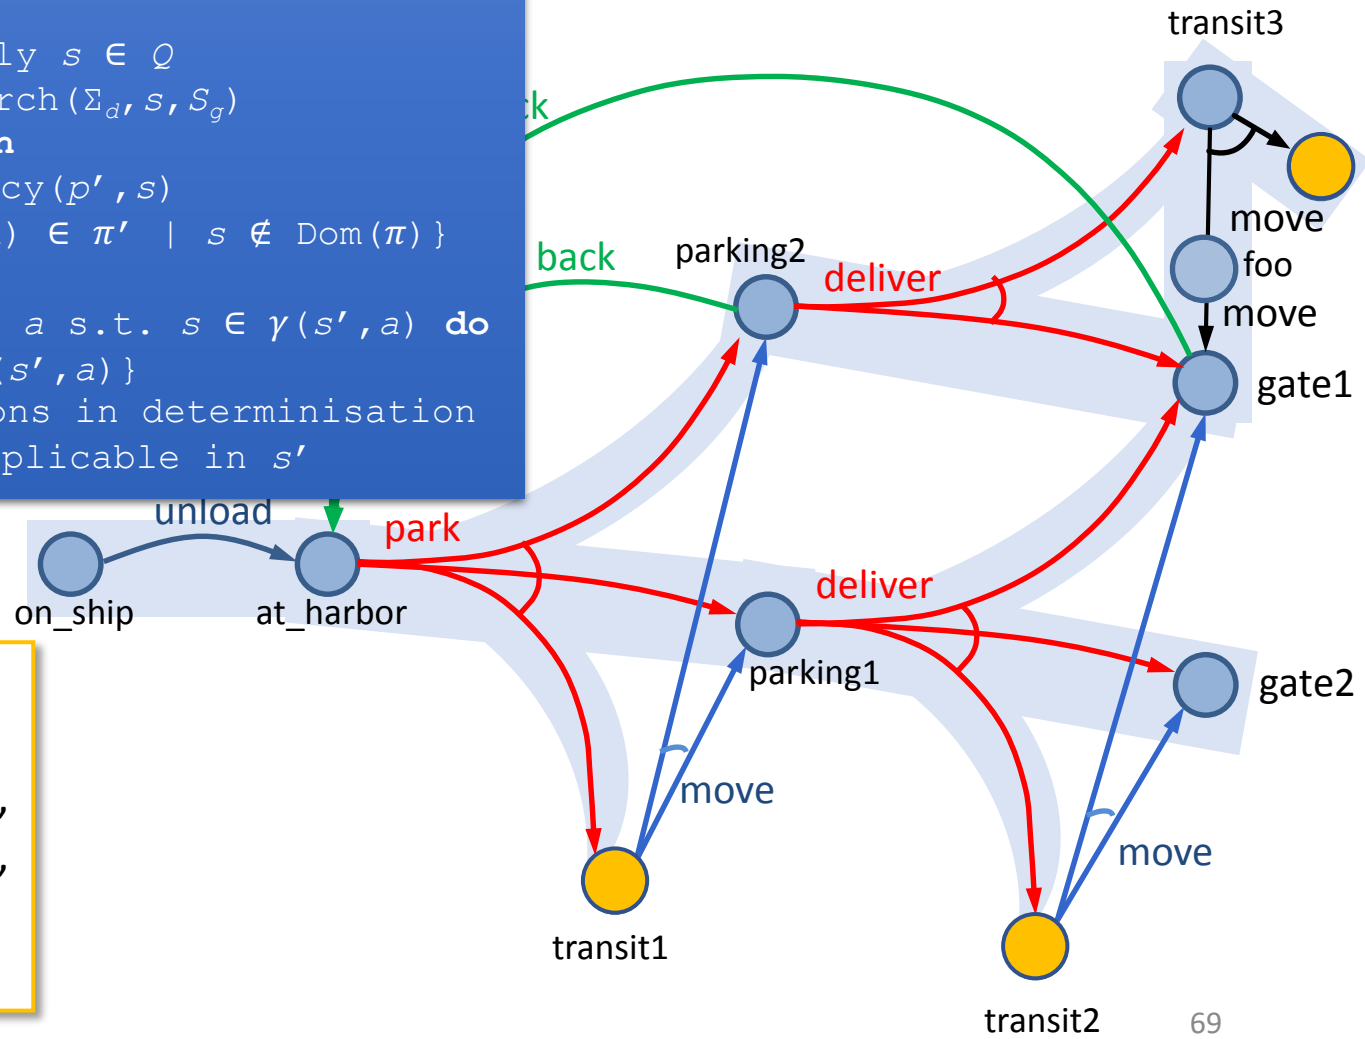 ly s ∈ Q
rch(Σd,s,Sg)
n
cy(p′,s)
) ∈ π′ | s ∉ Dom(π)}
a s.t. s ∈ γ(s′,a) do
(s′,a)}
ons in determinisation
plicable in s′
transit3
ck
move
foo
move
gate1
back
parking2
deliver
unload
park
on_ship
at_harbor
deliver
parking1
gate2
move
move
transit1
transit2
,
,
69